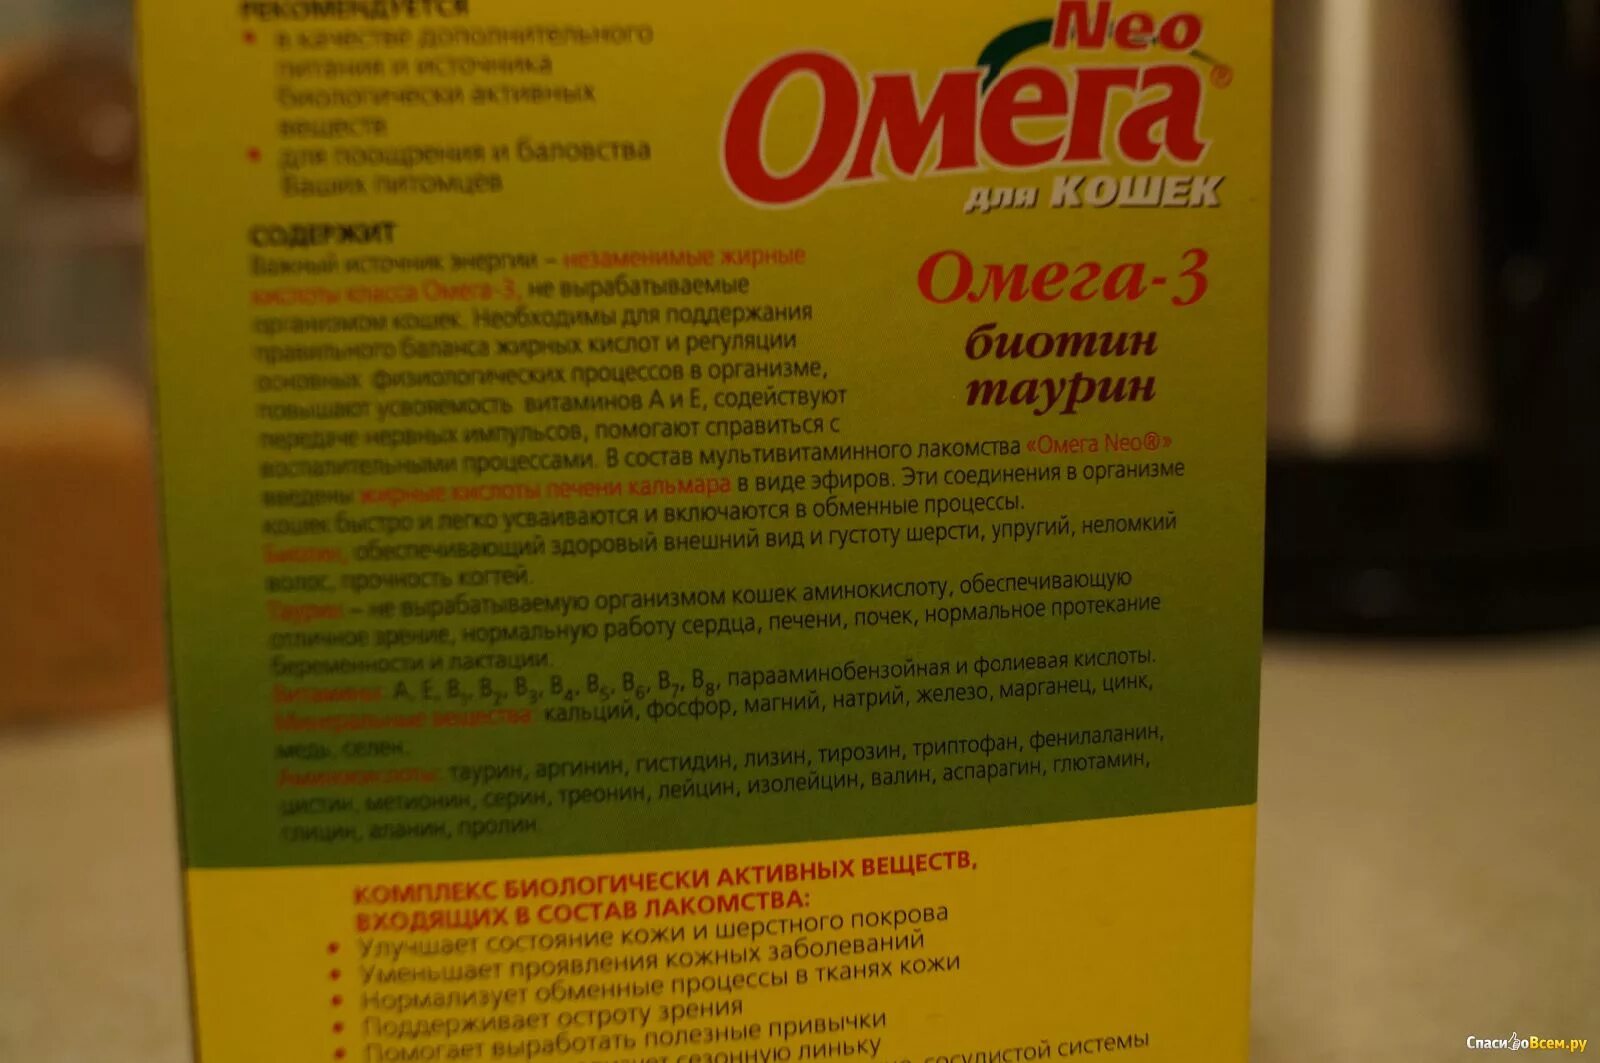 РЕКОМЕНДУЕТСЯ
• в качестве дополнительного
питания и источника
биологически активных
веществ
• для поощрения и баловства
Ваших питомцев
Neo
Омега®
для КОШЕК
Омега-3
биотин
таурин
СОДЕРЖИТ
Важный источник энергии – незаменимые жирные
кислоты класса Омега-3, не вырабатываемые
организмом кошек. Необходимы для поддержания
правильного баланса жирных кислот и регуляции
основных физиологических процессов в организме,
повышают усвояемость витаминов А и Е, содействуют
передаче нервных импульсов, помогают справиться с
воспалительными процессами. В состав мультивитаминного лакомства «Омега Neo®»
введены жирные кислоты печени кальмара в виде эфиров. Эти соединения в организме
кошек быстро и легко усваиваются и включаются в обменные процессы.
Биотин, обеспечивающий здоровый внешний вид и густоту шерсти, упругий, неломкий
волос, прочность когтей.
Таурин – не вырабатываемую организмом кошек аминокислоту, обеспечивающую
отличное зрение, нормальную работу сердца, печени, почек, нормальное протекание
беременности и лактации.
Витамины: А, Е, В1, В2, В3, В4, В5, В6, В7, В8, парааминобензойная и фолиевая кислоты.
Минеральные вещества: кальций, фосфор, магний, натрий, железо, марганец, цинк,
медь, селен.
Аминокислоты: таурин, аргинин, гистидин, лизин, тирозин, триптофан, фенилаланин,
цистин, метионин, серин, треонин, лейцин, изолейцин, валин, аспарагин, глютамин,
глицин, аланин, пролин.
КОМПЛЕКС БИОЛОГИЧЕСКИ АКТИВНЫХ ВЕЩЕСТВ,
ВХОДЯЩИХ В СОСТАВ ЛАКОМСТВА:
• Улучшает состояние кожи и шерстного покрова
• Уменьшает проявления кожных заболеваний
• Нормализует обменные процессы в тканях кожи
• Поддерживает остроту зрения
• Помогает выработать полезные привычки
сезонную линьку
сосудистой системы
СпасибоВсем.ру